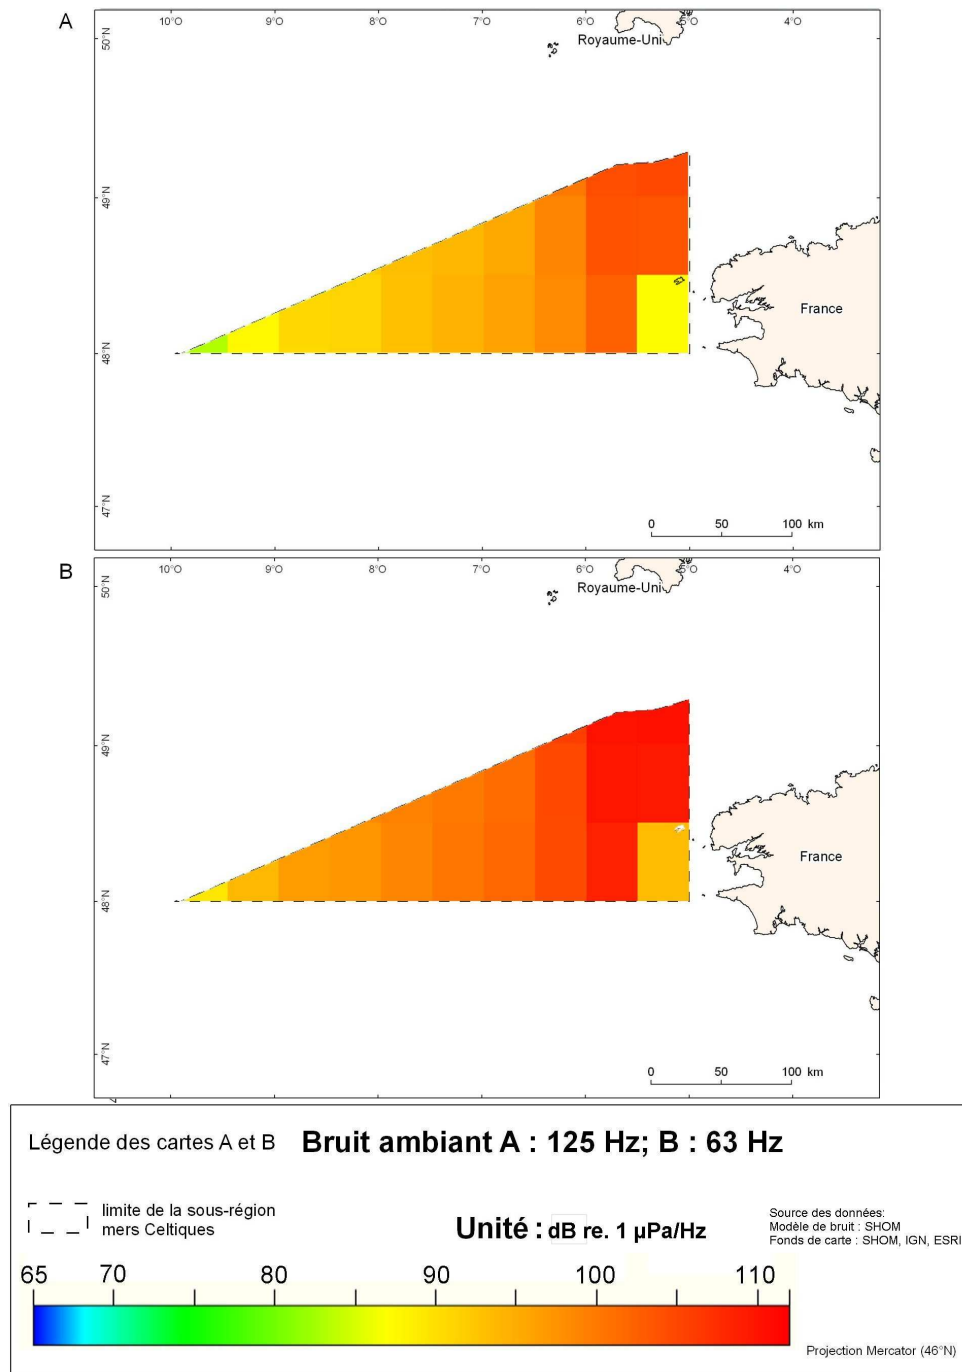 A
10°O 9°O 8°O 7°O 6°O 5°O 4°O
50°N
Royaume-Uni
49°N
France
48°N
47°N
0 50 100 km
B
10°O 9°O 8°O 7°O 6°O 5°O 4°O
50°N
Royaume-Uni
49°N
France
48°N
47°N
0 50 100 km
Légende des cartes A et B Bruit ambiant A : 125 Hz; B : 63 Hz
limite de la sous-région
mers Celtiques
Unité : dB re. 1 µPa/Hz
Source des données:
Modèle de bruit : SHOM
Fonds de carte : SHOM, IGN, ESRI
65 70 80 90 100 110
Projection Mercator (46°N)